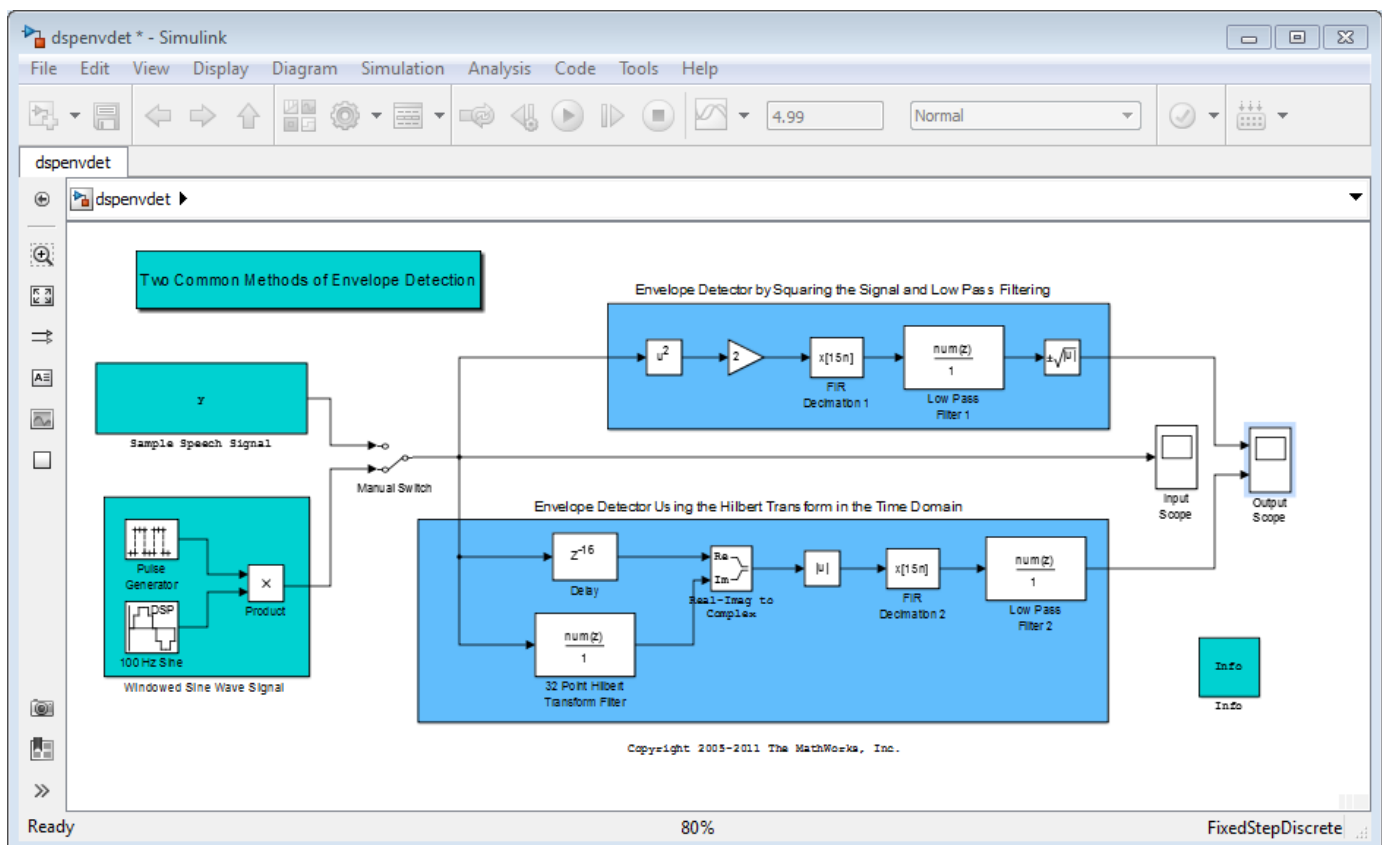 dspenvdet * - Simulink
File Edit View Display Diagram Simulation Analysis Code Tools Help
4.99 Normal
dspenvdet
dspenvdet
Two Common Methods of Envelope Detection
Envelope Detector by Squaring the Signal and Low Pass Filtering
u2
2
x[15n]
num(z)
1
±√|u|
FIR
Decimation 1
Low Pass
Filter 1
y
Sample Speech Signal
Manual Switch
Input
Scope
Output
Scope
Envelope Detector Using the Hilbert Transform in the Time Domain
Pulse
Generator
×
Product
DSP
100 Hz Sine
Windowed Sine Wave Signal
Z-16
Delay
Re
Im
Real-Imag to
Complex
|u|
x[15n]
FIR
Decimation 2
num(z)
1
Low Pass
Filter 2
num(z)
1
32 Point Hilbert
Transform Filter
Info
Info
Copyright 2005-2011 The MathWorks, Inc.
Ready 80% FixedStepDiscrete